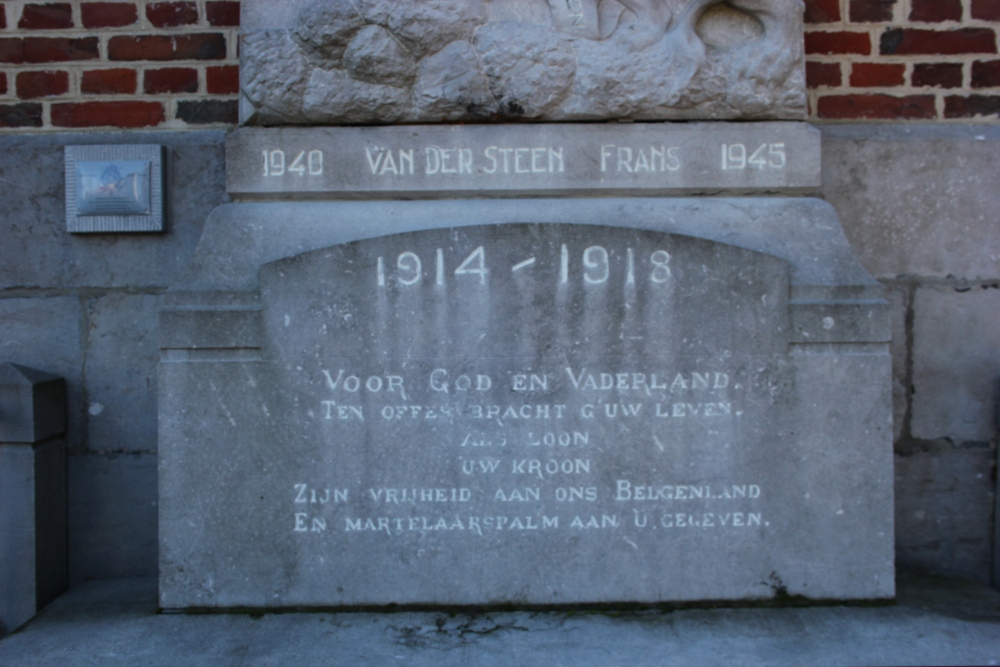 1940 VAN DER STEEN FRANS 1945
1914 - 1918
VOOR GOD EN VADERLAND.
TEN OFFER BRACHT G'UW LEVEN.
ALS LOON
UW KROON
ZIJN VRIJHEID AAN ONS BELGENLAND
EN MARTELAARSPALM AAN U GEGEVEN.